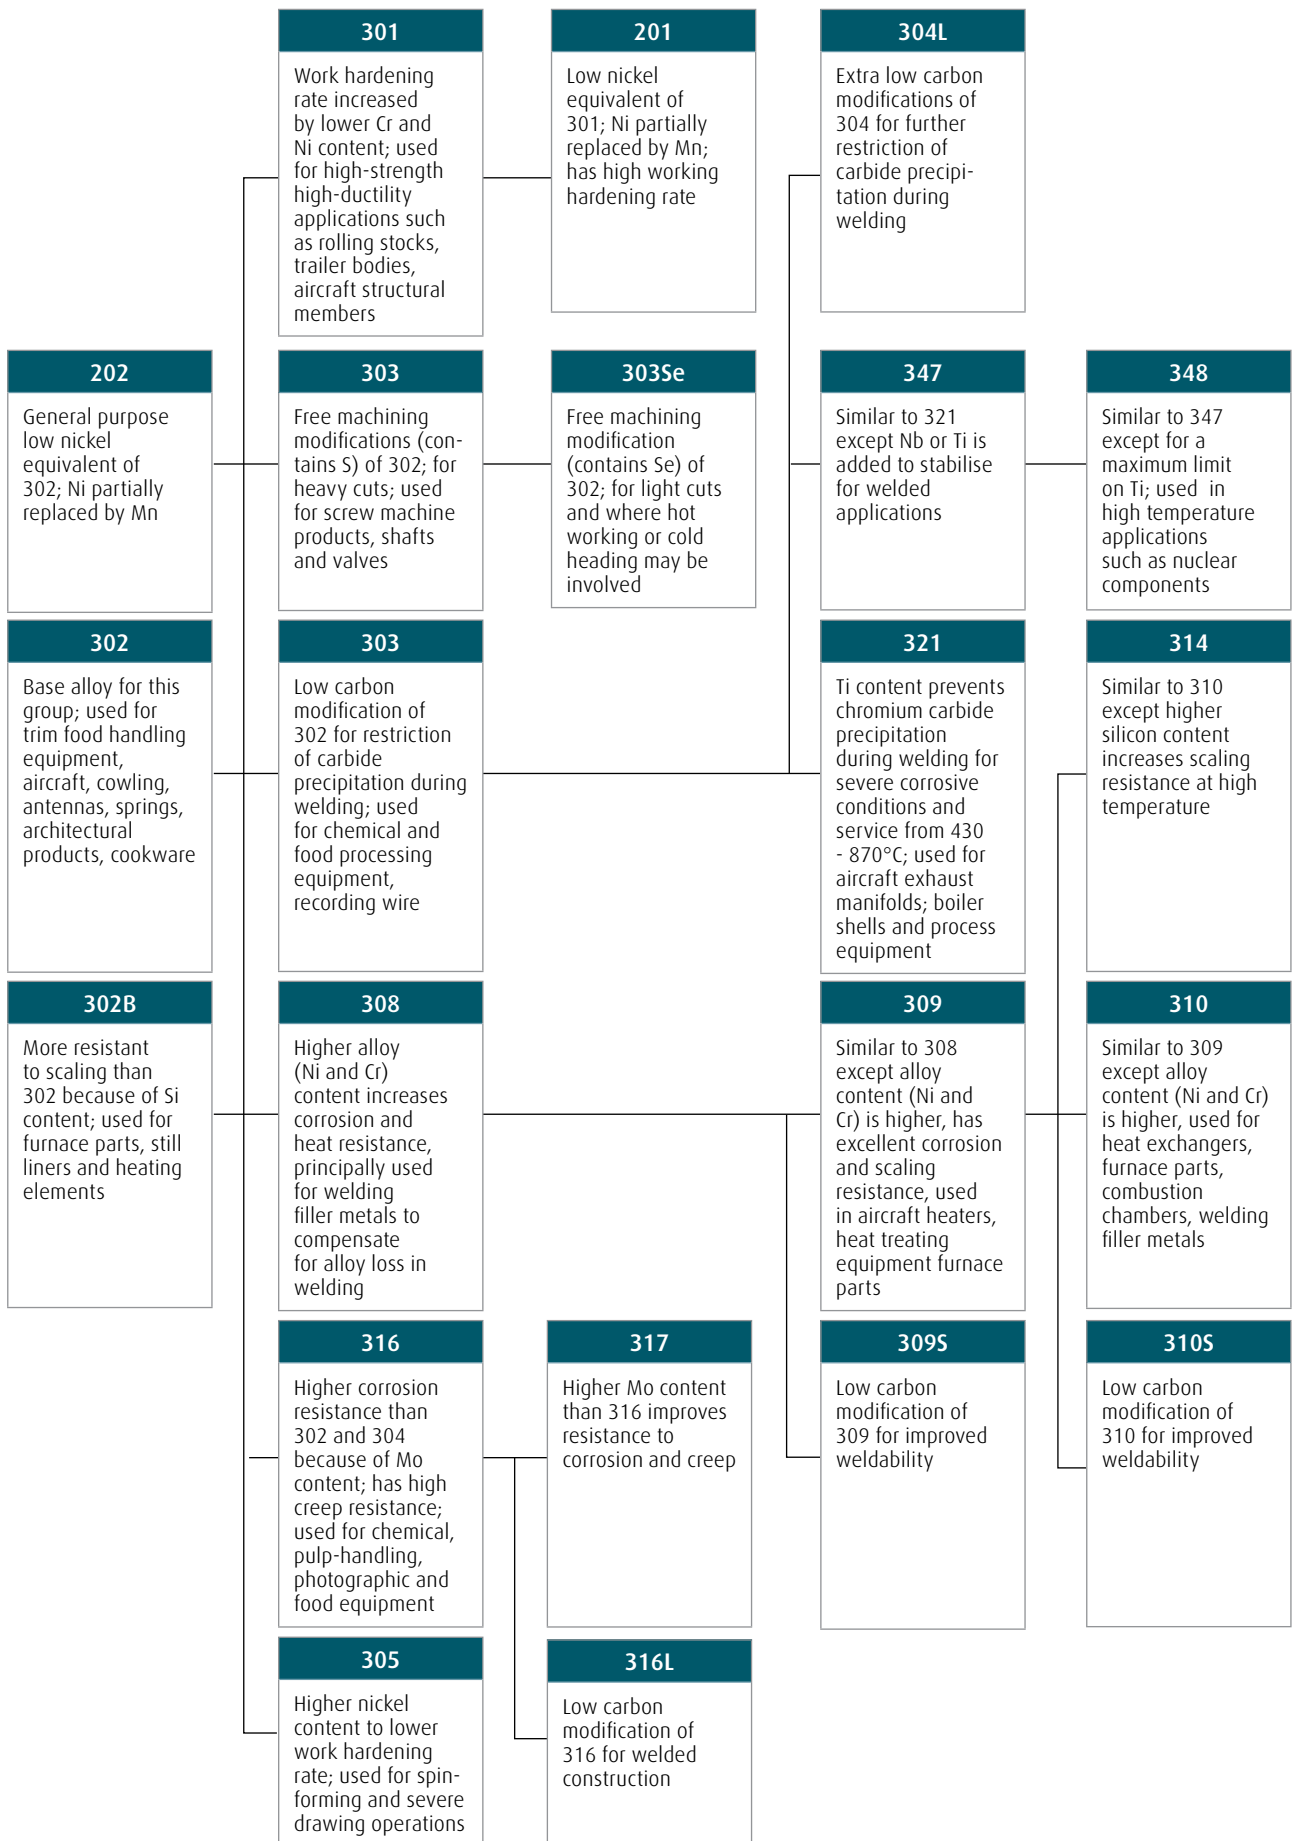 301
Work hardening
rate increased
by lower Cr and
Ni content; used
for high-strength
high-ductility
applications such
as rolling stocks,
trailer bodies,
aircraft structural
members
201
Low nickel
equivalent of
301; Ni partially
replaced by Mn;
has high working
hardening rate
304L
Extra low carbon
modifications of
304 for further
restriction of
carbide precipi-
tation during
welding
202
General purpose
low nickel
equivalent of
302; Ni partially
replaced by Mn
303
Free machining
modifications (con-
tains S) of 302; for
heavy cuts; used
for screw machine
products, shafts
and valves
303Se
Free machining
modification
(contains Se) of
302; for light cuts
and where hot
working or cold
heading may be
involved
347
Similar to 321
except Nb or Ti is
added to stabilise
for welded
applications
348
Similar to 347
except for a
maximum limit
on Ti; used in
high temperature
applications
such as nuclear
components
302
Base alloy for this
group; used for
trim food handling
equipment,
aircraft, cowling,
antennas, springs,
architectural
products, cookware
303
Low carbon
modification of
302 for restriction
of carbide
precipitation during
welding; used
for chemical and
food processing
equipment,
recording wire
321
Ti content prevents
chromium carbide
precipitation
during welding for
severe corrosive
conditions and
service from 430
- 870°C; used for
aircraft exhaust
manifolds; boiler
shells and process
equipment
314
Similar to 310
except higher
silicon content
increases scaling
resistance at high
temperature
302B
More resistant
to scaling than
302 because of Si
content; used for
furnace parts, still
liners and heating
elements
308
Higher alloy
(Ni and Cr)
content increases
corrosion and
heat resistance,
principally used
for welding
filler metals to
compensate
for alloy loss in
welding
309
Similar to 308
except alloy
content (Ni and
Cr) is higher, has
excellent corrosion
and scaling
resistance, used
in aircraft heaters,
heat treating
equipment furnace
parts
310
Similar to 309
except alloy
content (Ni and Cr)
is higher, used for
heat exchangers,
furnace parts,
combustion
chambers, welding
filler metals
316
Higher corrosion
resistance than
302 and 304
because of Mo
content; has high
creep resistance;
used for chemical,
pulp-handling,
photographic and
food equipment
317
Higher Mo content
than 316 improves
resistance to
corrosion and creep
309S
Low carbon
modification of
309 for improved
weldability
310S
Low carbon
modification of
310 for improved
weldability
305
Higher nickel
content to lower
work hardening
rate; used for spin-
forming and severe
drawing operations
316L
Low carbon
modification of
316 for welded
construction